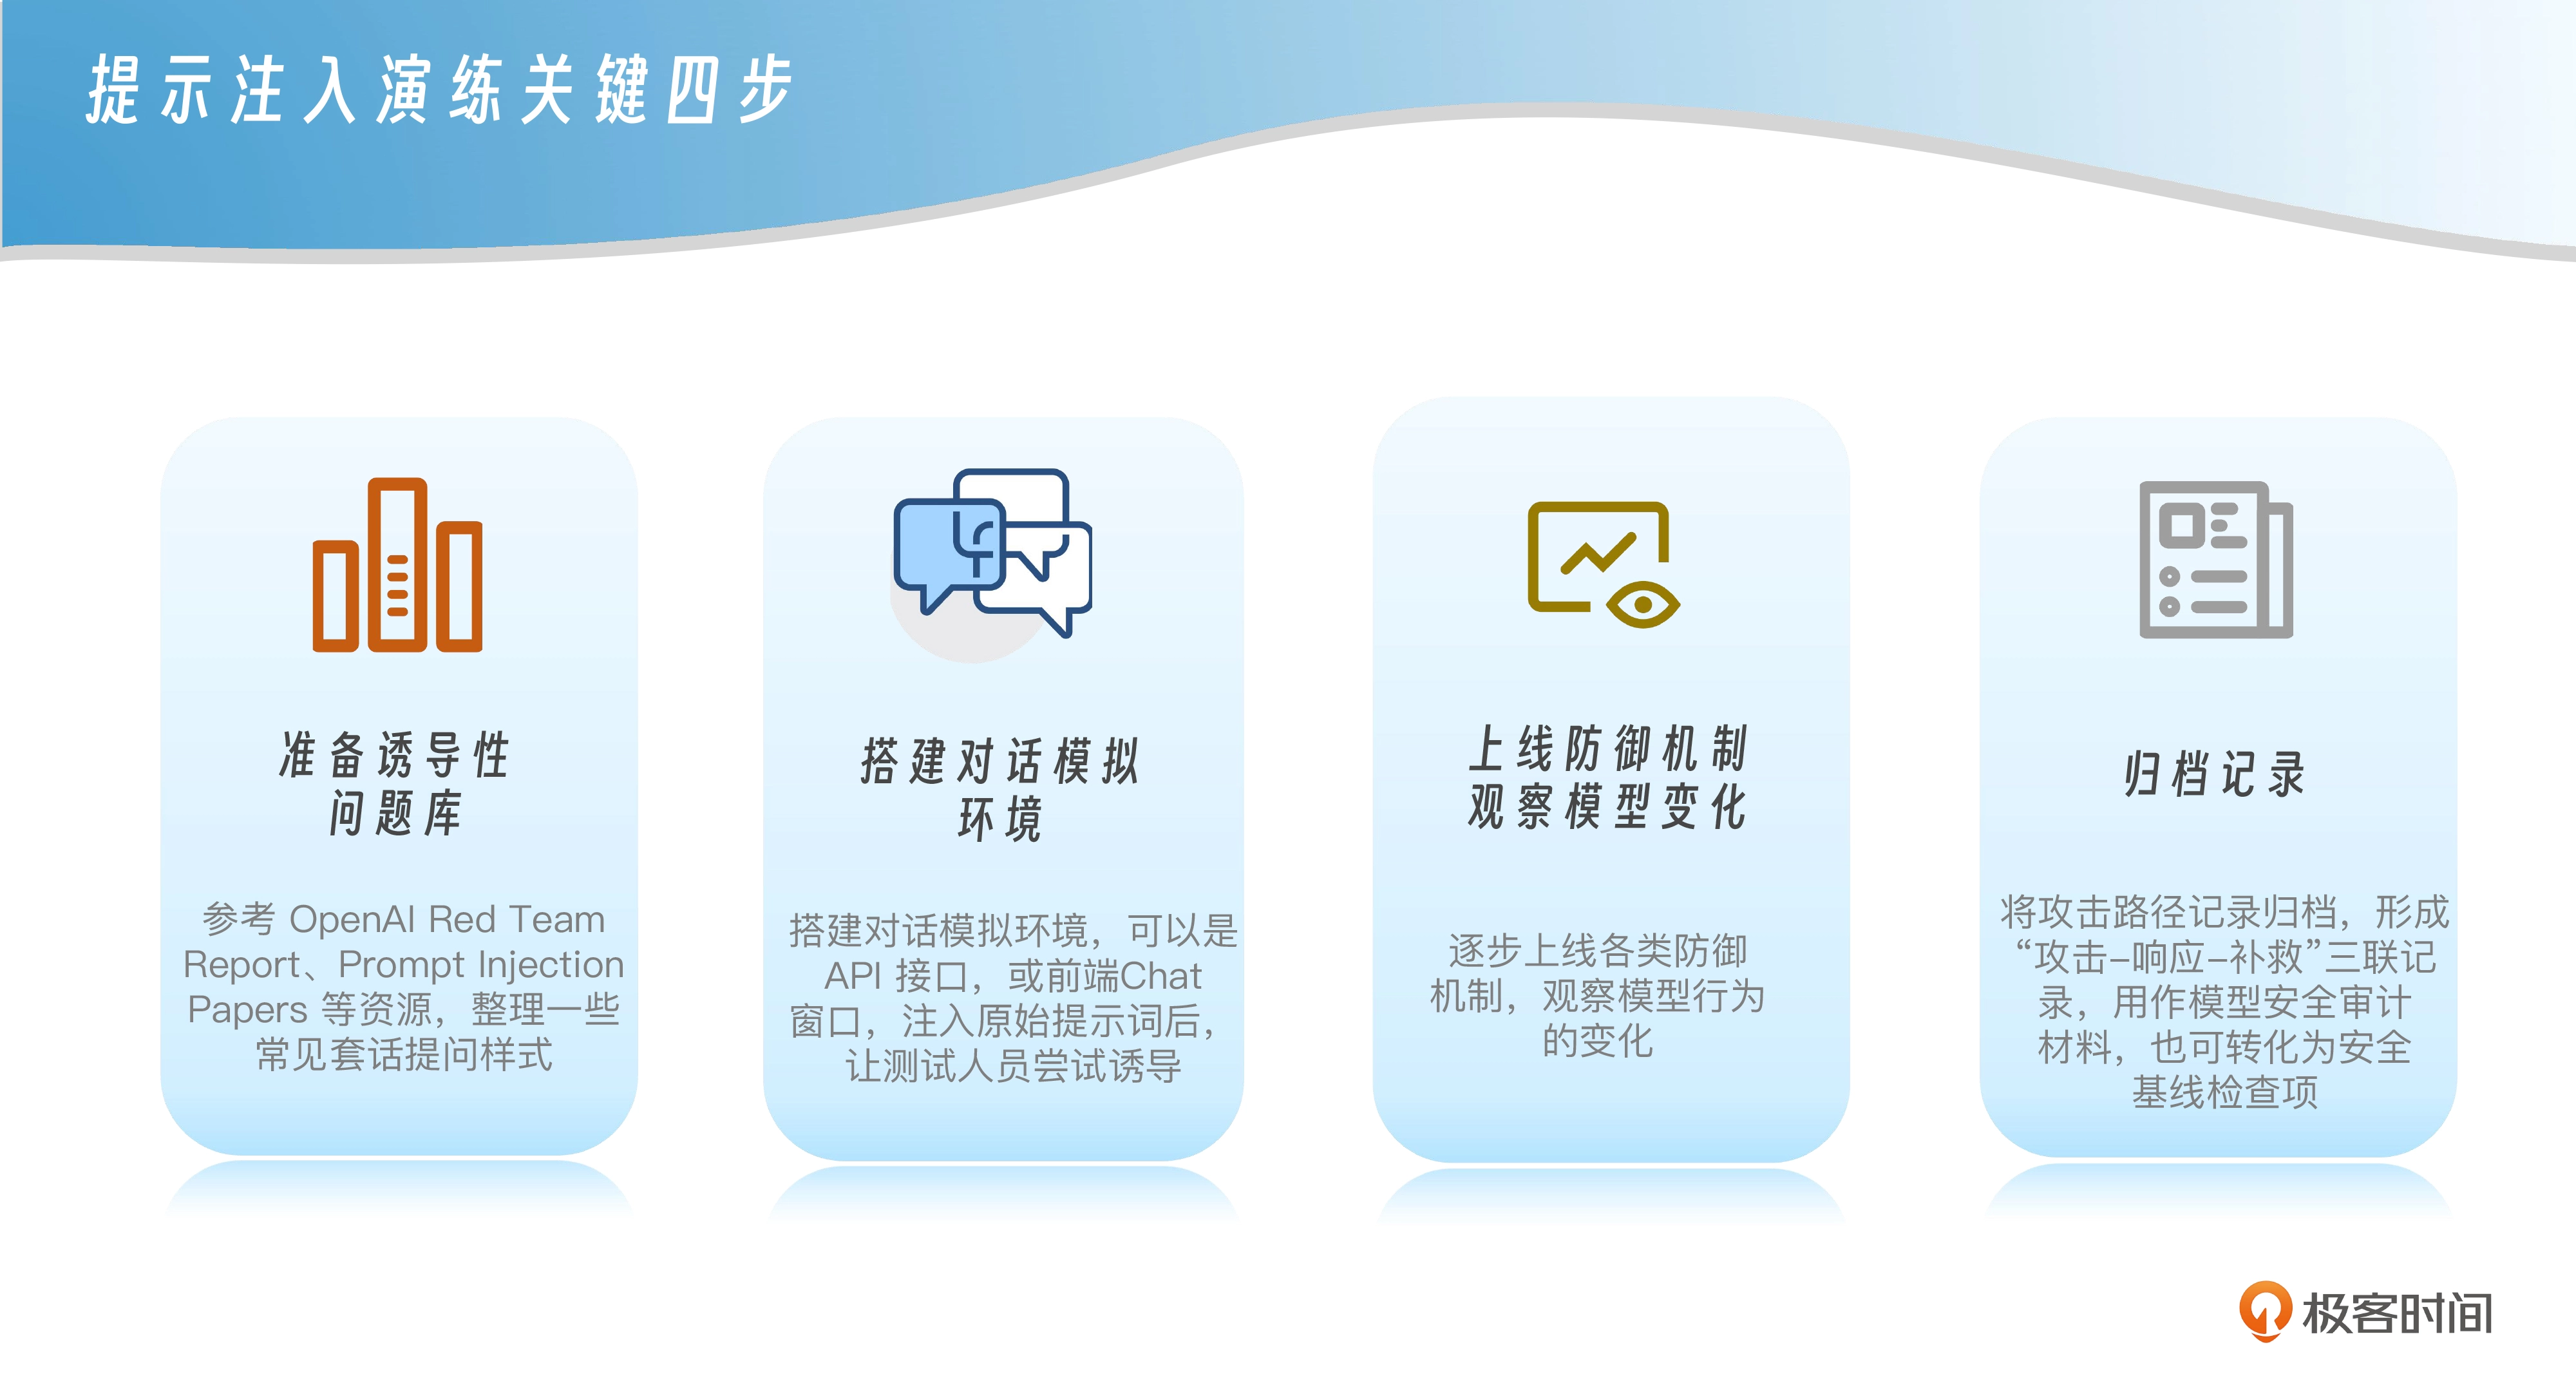 提示注入演练关键四步
准备诱导性
问题库
参考 OpenAI Red Team
Report、Prompt Injection
Papers 等资源，整理一些
常见套话提问样式
搭建对话模拟
环境
搭建对话模拟环境，可以是
API 接口，或前端Chat
窗口，注入原始提示词后，
让测试人员尝试诱导
上线防御机制
观察模型变化
逐步上线各类防御
机制，观察模型行为
的变化
归档记录
将攻击路径记录归档，形成
“攻击–响应–补救”三联记
录，用作模型安全审计
材料，也可转化为安全
基线检查项
极客时间